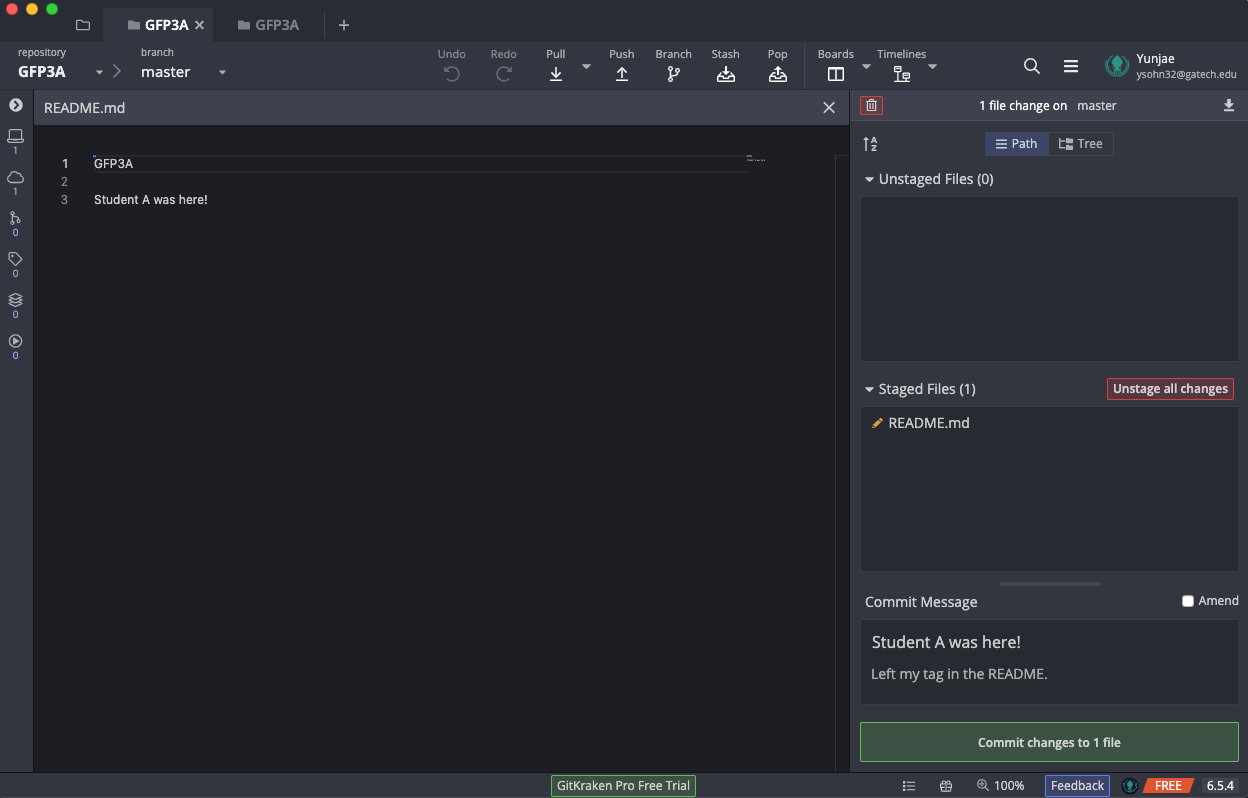 GFP3A
GFP3A
repository
GFP3A
branch
master
Undo
Redo
Pull
Push
Branch
Stash
Pop
Boards
Timelines
Yunjae
ysohn32@gatech.edu
README.md
1 file change on master
1
1
0
0
0
0
1 GFP3A
2
3 Student A was here!
Path
Tree
Unstaged Files (0)
Staged Files (1)
Unstage all changes
README.md
Commit Message
Amend
Student A was here!
Left my tag in the README.
Commit changes to 1 file
GitKraken Pro Free Trial
100%
Feedback
FREE
6.5.4